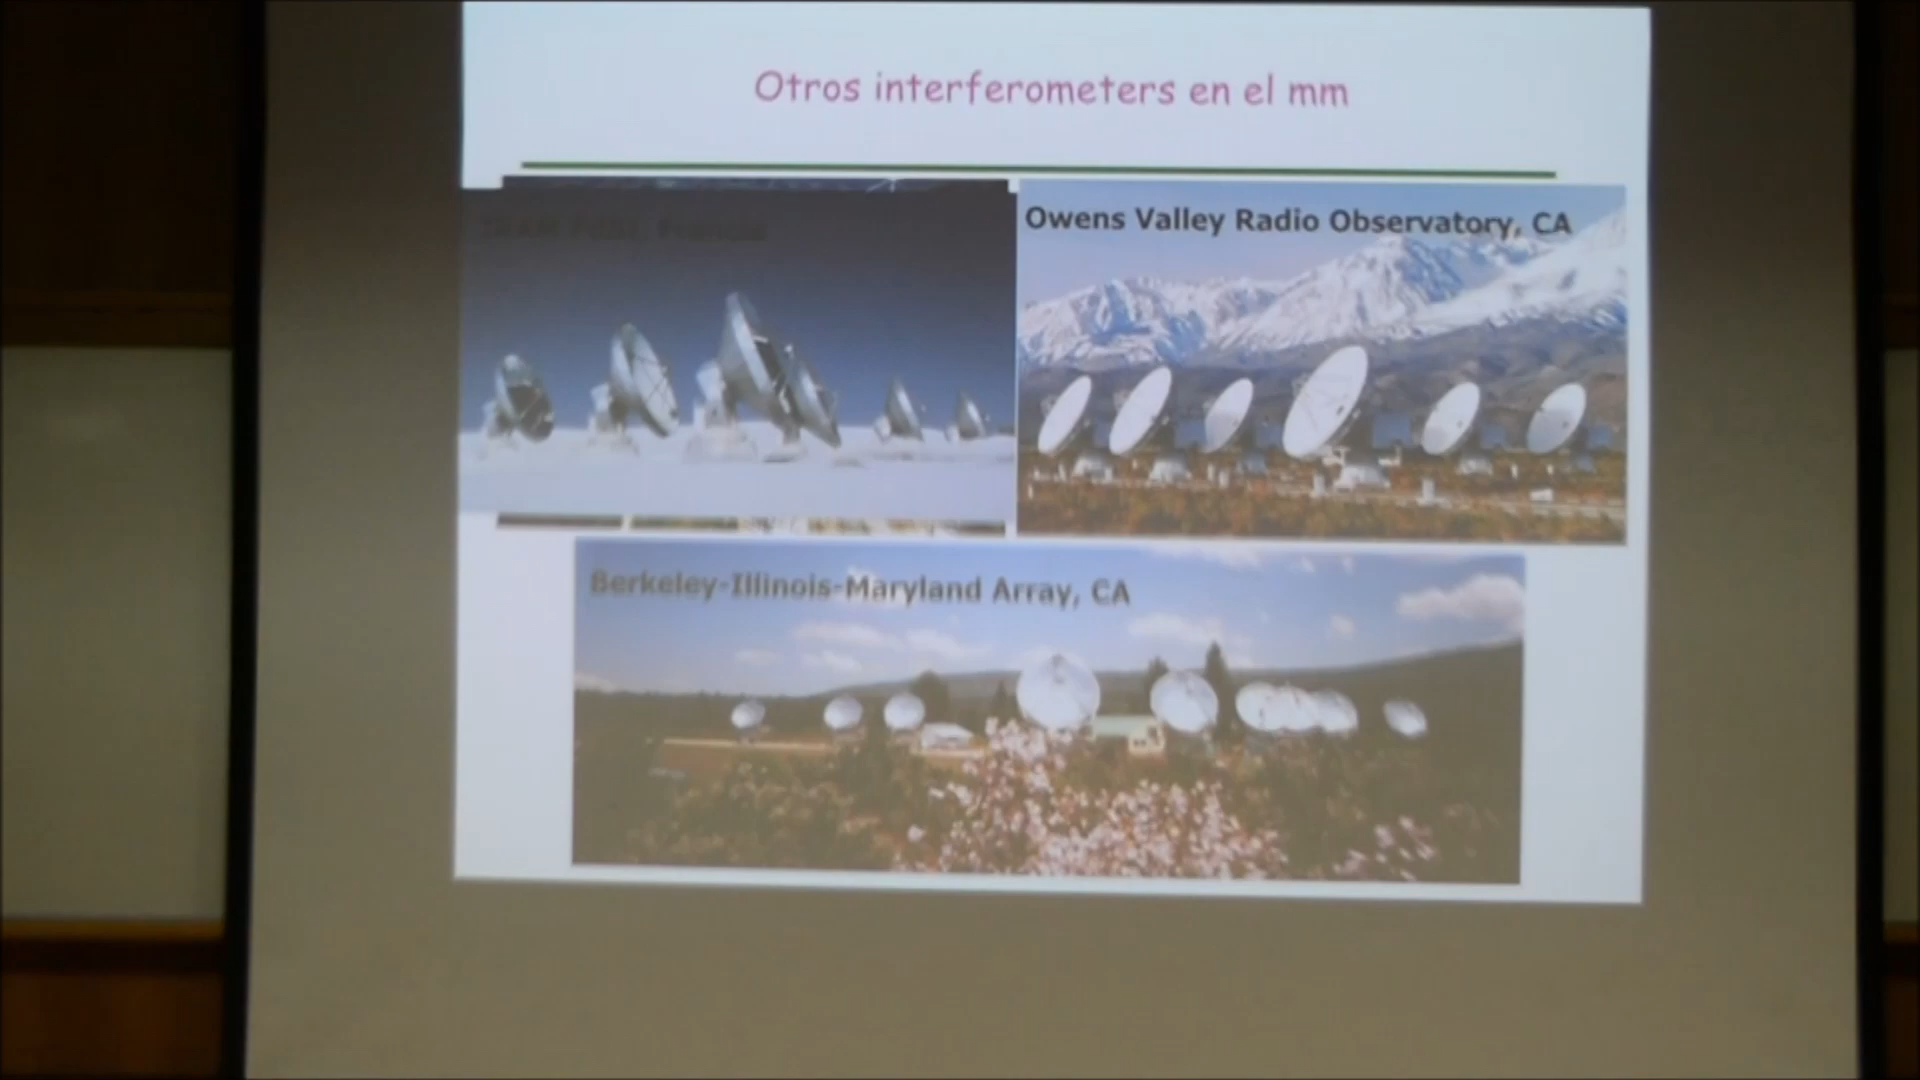 Otros interferometers en el mm
Owens Valley Radio Observatory, CA
Berkeley-Illinois-Maryland Array, CA